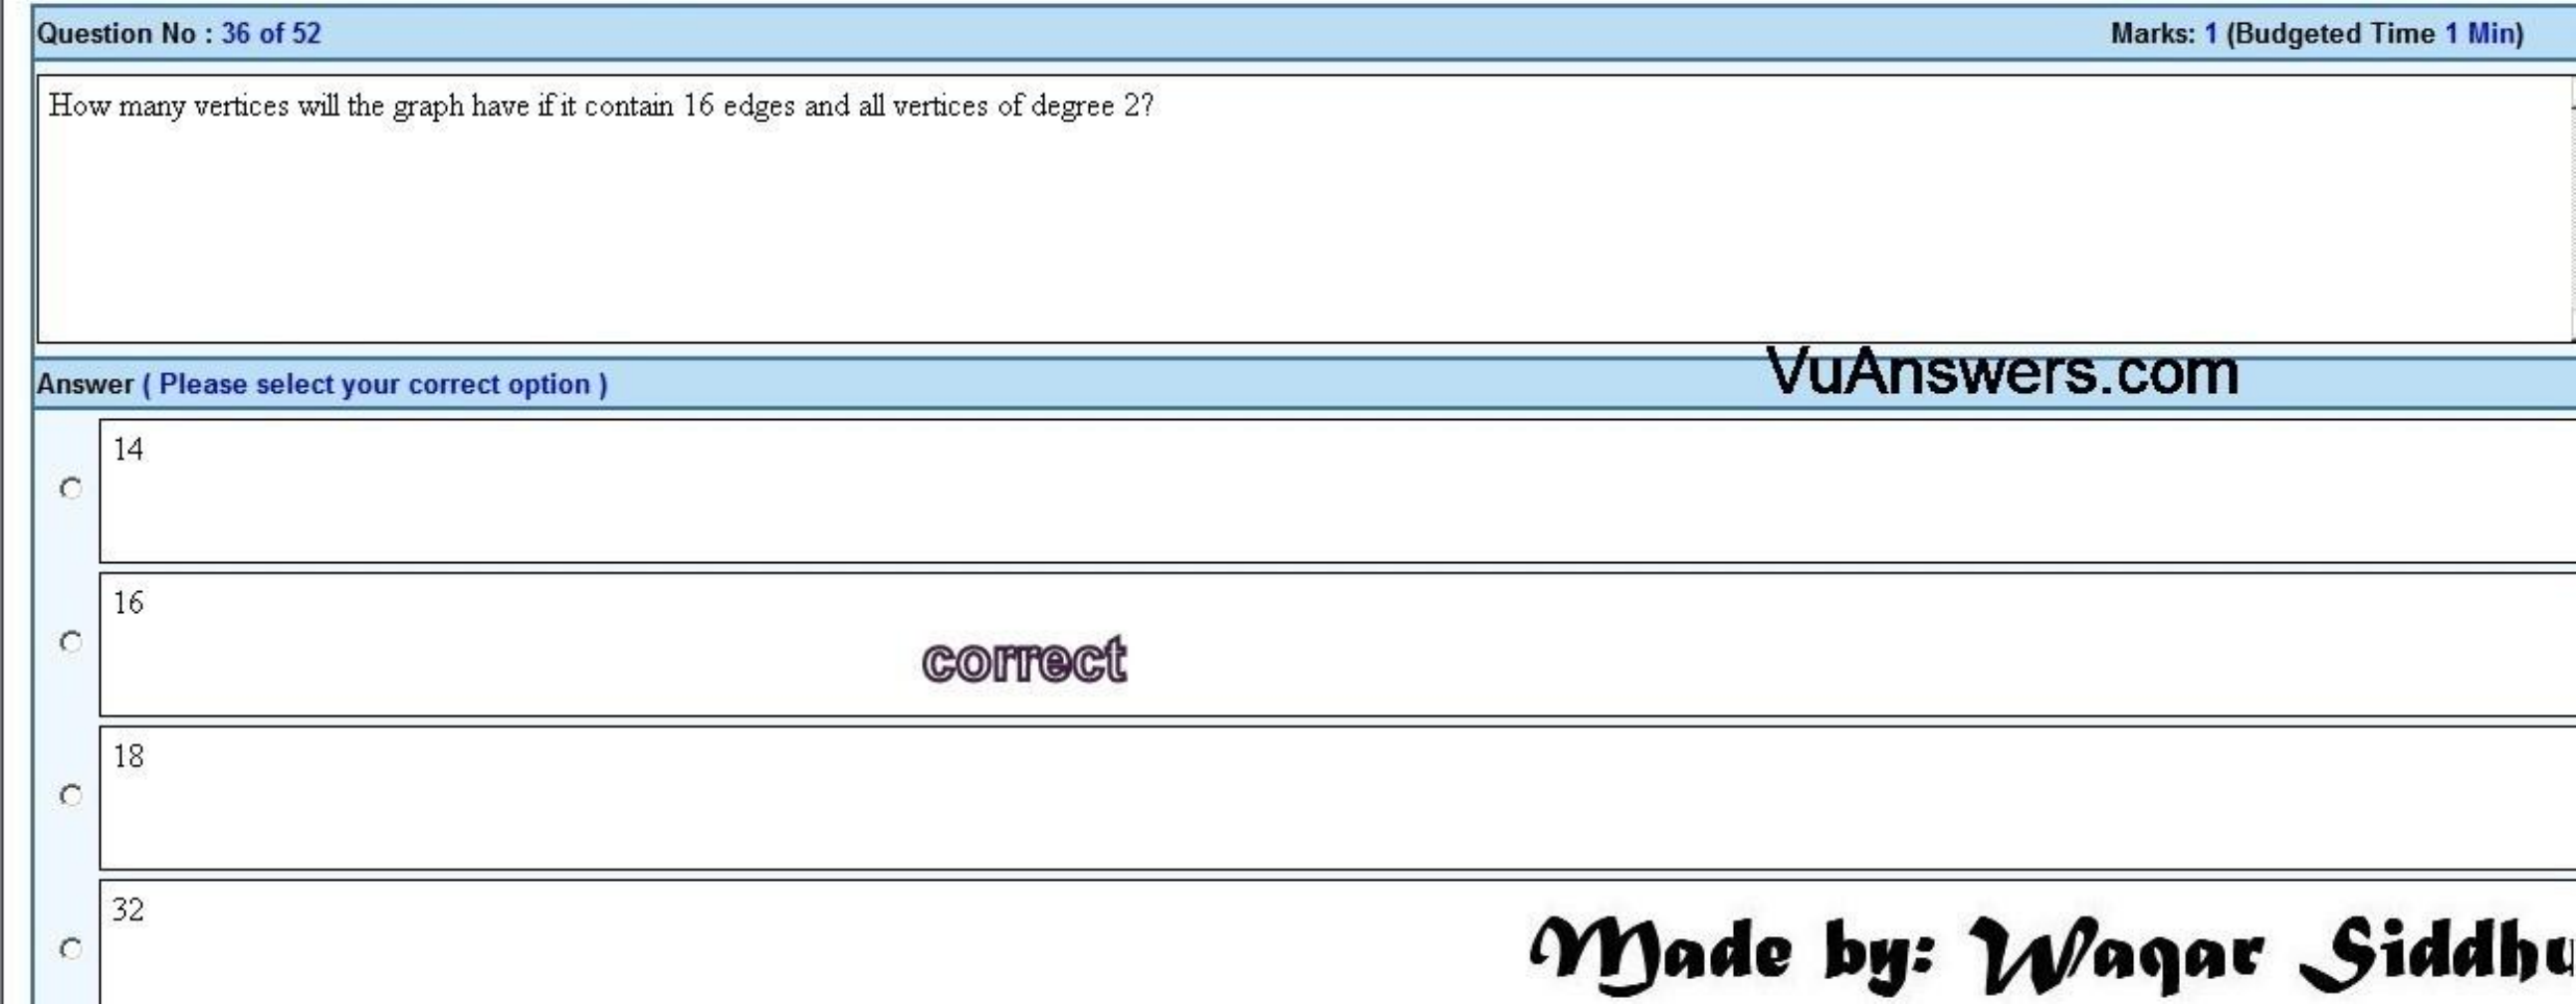 Question No : 36 of 52 Marks: 1 (Budgeted Time 1 Min)
How many vertices will the graph have if it contain 16 edges and all vertices of degree 2?
VuAnswers.com
Answer ( Please select your correct option )
14
16
correct
18
32
Made by: Waqar Siddhu